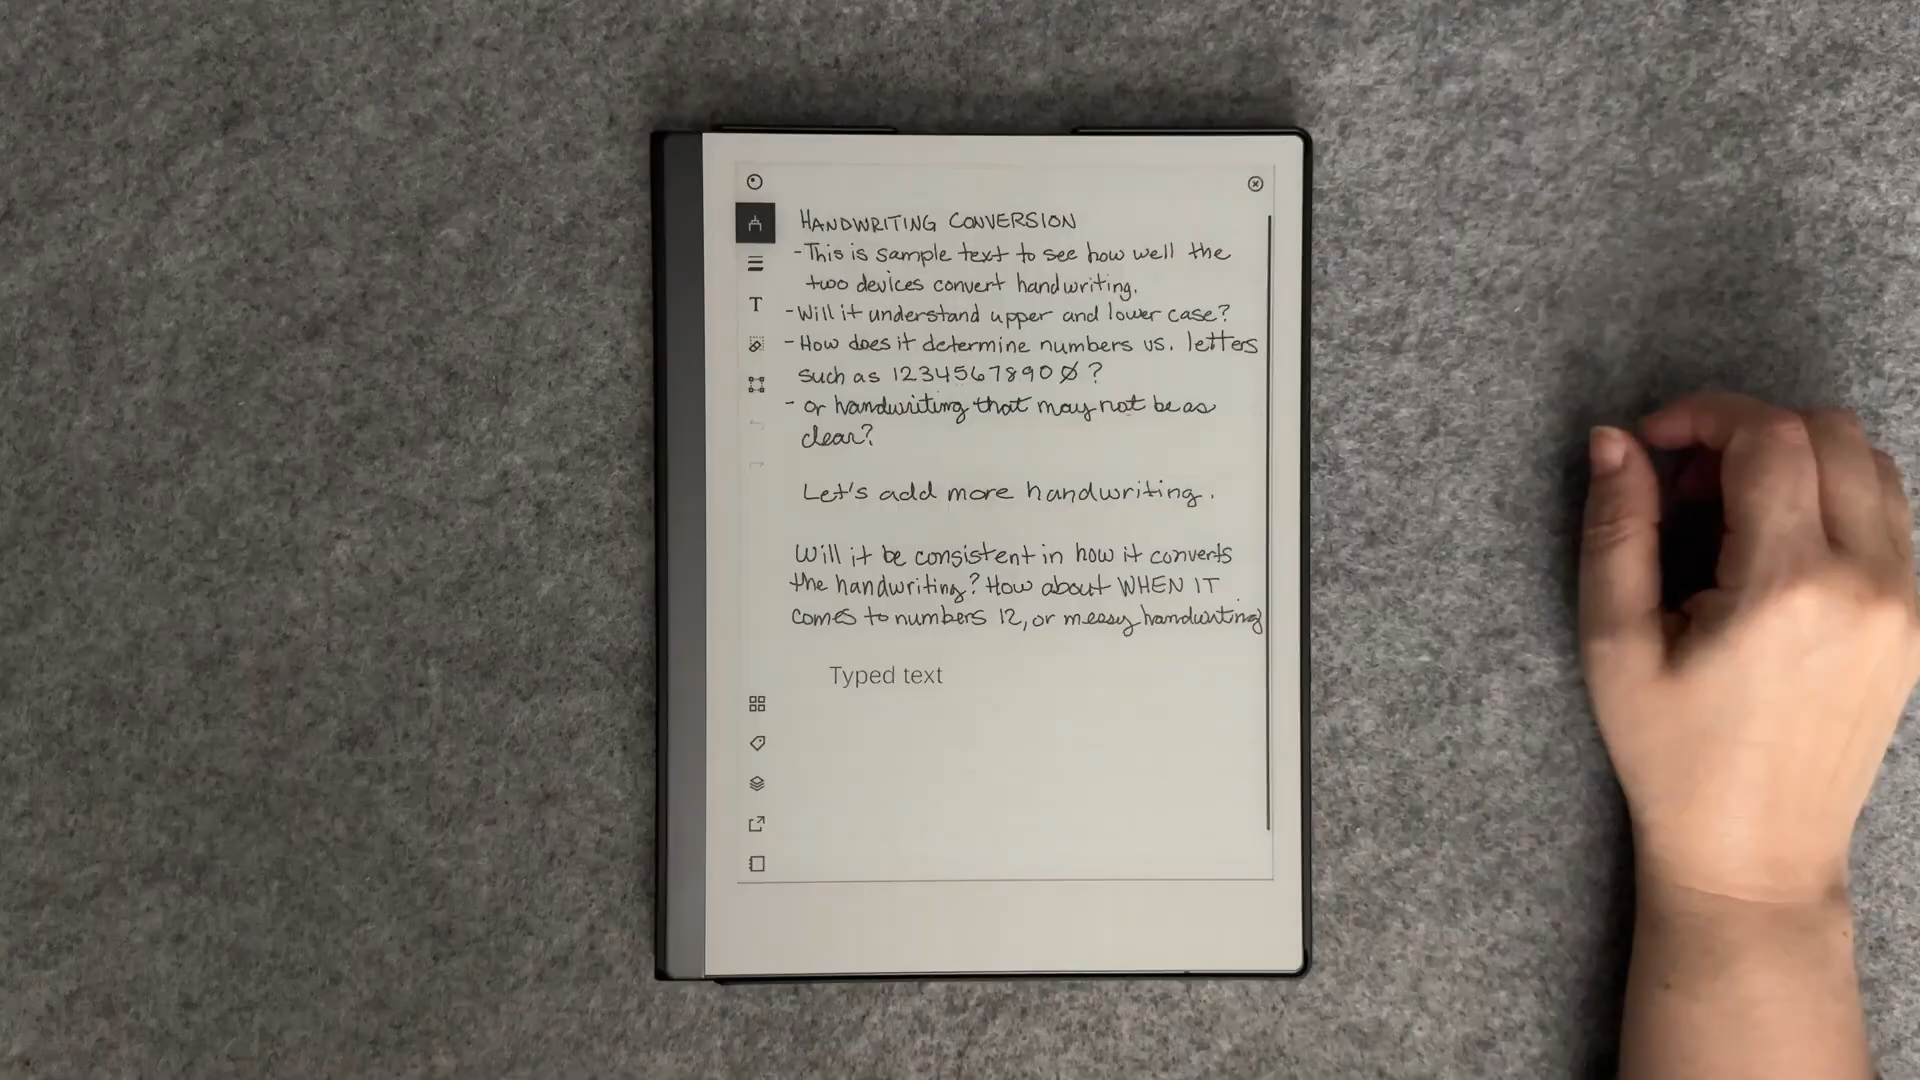 HANDWRITING CONVERSION
-This is sample text to see how well the
two devices convert handwriting.
-Will it understand upper and lower case?
- How does it determine numbers vs. letters
such as 1234567890 Ø ?
- or handwriting that may not be as
clear?
Let's add more handwriting.
Will it be consistent in how it converts
the handwriting? How about WHEN IT
comes to numbers 12, or messy handwriting
Typed text